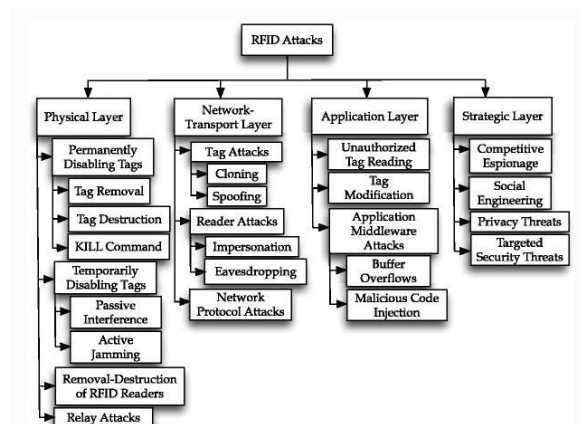 RFID Attacks
Physical Layer
Permanently
Disabling Tags
Tag Removal
Tag Destruction
KILL Command
Temporarily
Disabling Tags
Passive
Interference
Active
Jamming
Removal-Destruction
of RFID Readers
Relay Attacks
Network-
Transport Layer
Tag Attacks
Cloning
Spoofing
Reader Attacks
Impersonation
Eavesdropping
Network
Protocol Attacks
Application Layer
Unauthorized
Tag Reading
Tag
Modification
Application
Middleware
Attacks
Buffer
Overflows
Malicious Code
Injection
Strategic Layer
Competitive
Espionage
Social
Engineering
Privacy Threats
Targeted
Security Threats